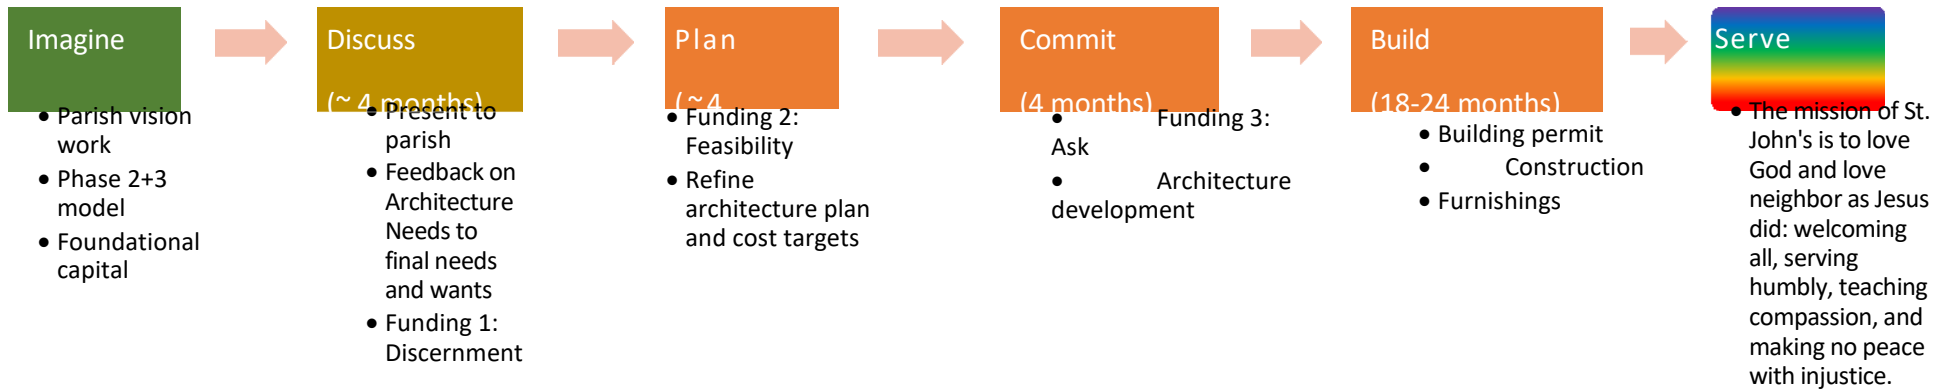 Imagine
• Parish vision
work
• Phase 2+3
model
• Foundational
capital
Discuss
(~ 4 months)
• Present to
parish
• Feedback on
Architecture
Needs to
final needs
and wants
• Funding 1:
Discernment
Plan
(~4
• Funding 2:
Feasibility
• Refine
architecture plan
and cost targets
Commit
(4 months)
• Funding 3:
Ask
• Architecture
development
Build
(18-24 months)
• Building permit
• Construction
• Furnishings
Serve
• The mission of St.
John's is to love
God and love
neighbor as Jesus
did: welcoming
all, serving
humbly, teaching
compassion, and
making no peace
with injustice.